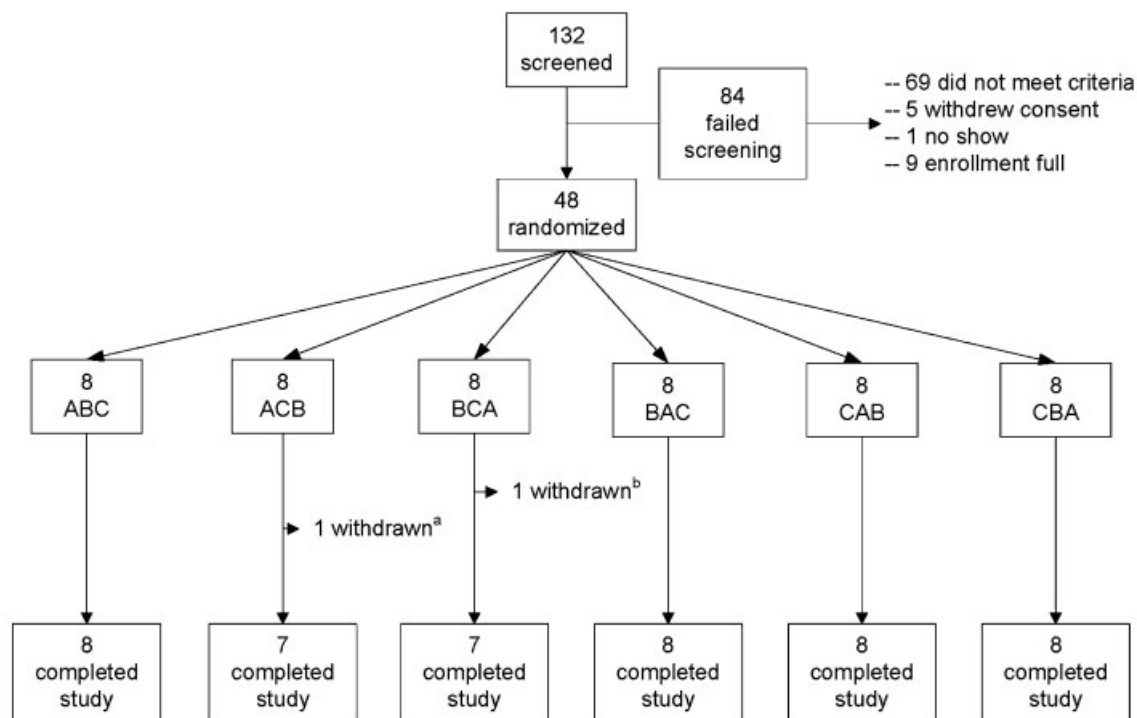 132
screened
84
failed
screening
-- 69 did not meet criteria
-- 5 withdrew consent
-- 1 no show
-- 9 enrollment full
48
randomized
8
ABC
8
ACB
8
BCA
8
BAC
8
CAB
8
CBA
1 withdrawnᵇ
1 withdrawnᵃ
8
completed
study
7
completed
study
7
completed
study
8
completed
study
8
completed
study
8
completed
study